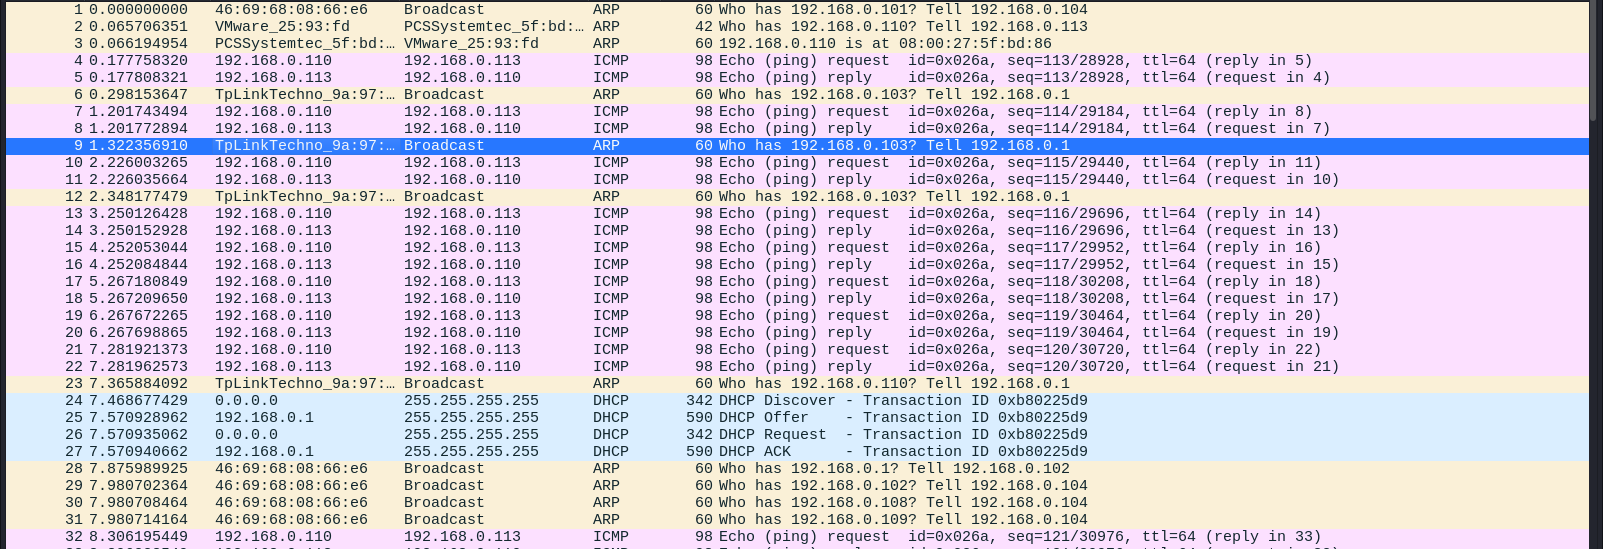 1 0.000000000 46:69:68:08:66:e6 Broadcast ARP 60 Who has 192.168.0.101? Tell 192.168.0.104
2 0.065706351 VMware_25:93:fd PCSSystemtec_5f:bd:… ARP 42 Who has 192.168.0.110? Tell 192.168.0.113
3 0.066194954 PCSSystemtec_5f:bd:… VMware_25:93:fd ARP 60 192.168.0.110 is at 08:00:27:5f:bd:86
4 0.177758320 192.168.0.110 192.168.0.113 ICMP 98 Echo (ping) request id=0x026a, seq=113/28928, ttl=64 (reply in 5)
5 0.177808321 192.168.0.113 192.168.0.110 ICMP 98 Echo (ping) reply id=0x026a, seq=113/28928, ttl=64 (request in 4)
6 0.298153647 TpLinkTechno_9a:97:… Broadcast ARP 60 Who has 192.168.0.103? Tell 192.168.0.1
7 1.201743494 192.168.0.110 192.168.0.113 ICMP 98 Echo (ping) request id=0x026a, seq=114/29184, ttl=64 (reply in 8)
8 1.201772894 192.168.0.113 192.168.0.110 ICMP 98 Echo (ping) reply id=0x026a, seq=114/29184, ttl=64 (request in 7)
9 1.322356910 TpLinkTechno_9a:97:… Broadcast ARP 60 Who has 192.168.0.103? Tell 192.168.0.1
10 2.226003265 192.168.0.110 192.168.0.113 ICMP 98 Echo (ping) request id=0x026a, seq=115/29440, ttl=64 (reply in 11)
11 2.226035664 192.168.0.113 192.168.0.110 ICMP 98 Echo (ping) reply id=0x026a, seq=115/29440, ttl=64 (request in 10)
12 2.348177479 TpLinkTechno_9a:97:… Broadcast ARP 60 Who has 192.168.0.103? Tell 192.168.0.1
13 3.250126428 192.168.0.110 192.168.0.113 ICMP 98 Echo (ping) request id=0x026a, seq=116/29696, ttl=64 (reply in 14)
14 3.250152928 192.168.0.113 192.168.0.110 ICMP 98 Echo (ping) reply id=0x026a, seq=116/29696, ttl=64 (request in 13)
15 4.252053044 192.168.0.110 192.168.0.113 ICMP 98 Echo (ping) request id=0x026a, seq=117/29952, ttl=64 (reply in 16)
16 4.252084844 192.168.0.113 192.168.0.110 ICMP 98 Echo (ping) reply id=0x026a, seq=117/29952, ttl=64 (request in 15)
17 5.267180849 192.168.0.110 192.168.0.113 ICMP 98 Echo (ping) request id=0x026a, seq=118/30208, ttl=64 (reply in 18)
18 5.267209650 192.168.0.113 192.168.0.110 ICMP 98 Echo (ping) reply id=0x026a, seq=118/30208, ttl=64 (request in 17)
19 6.267672265 192.168.0.110 192.168.0.113 ICMP 98 Echo (ping) request id=0x026a, seq=119/30464, ttl=64 (reply in 20)
20 6.267698865 192.168.0.113 192.168.0.110 ICMP 98 Echo (ping) reply id=0x026a, seq=119/30464, ttl=64 (request in 19)
21 7.281921373 192.168.0.110 192.168.0.113 ICMP 98 Echo (ping) request id=0x026a, seq=120/30720, ttl=64 (reply in 22)
22 7.281962573 192.168.0.113 192.168.0.110 ICMP 98 Echo (ping) reply id=0x026a, seq=120/30720, ttl=64 (request in 21)
23 7.365884092 TpLinkTechno_9a:97:… Broadcast ARP 60 Who has 192.168.0.110? Tell 192.168.0.1
24 7.468677429 0.0.0.0 255.255.255.255 DHCP 342 DHCP Discover - Transaction ID 0xb80225d9
25 7.570928962 192.168.0.1 255.255.255.255 DHCP 590 DHCP Offer - Transaction ID 0xb80225d9
26 7.570935062 0.0.0.0 255.255.255.255 DHCP 342 DHCP Request - Transaction ID 0xb80225d9
27 7.570940662 192.168.0.1 255.255.255.255 DHCP 590 DHCP ACK - Transaction ID 0xb80225d9
28 7.875989925 46:69:68:08:66:e6 Broadcast ARP 60 Who has 192.168.0.1? Tell 192.168.0.102
29 7.980702364 46:69:68:08:66:e6 Broadcast ARP 60 Who has 192.168.0.102? Tell 192.168.0.104
30 7.980708464 46:69:68:08:66:e6 Broadcast ARP 60 Who has 192.168.0.108? Tell 192.168.0.104
31 7.980714164 46:69:68:08:66:e6 Broadcast ARP 60 Who has 192.168.0.109? Tell 192.168.0.104
32 8.306195449 192.168.0.110 192.168.0.113 ICMP 98 Echo (ping) request id=0x026a, seq=121/30976, ttl=64 (reply in 33)